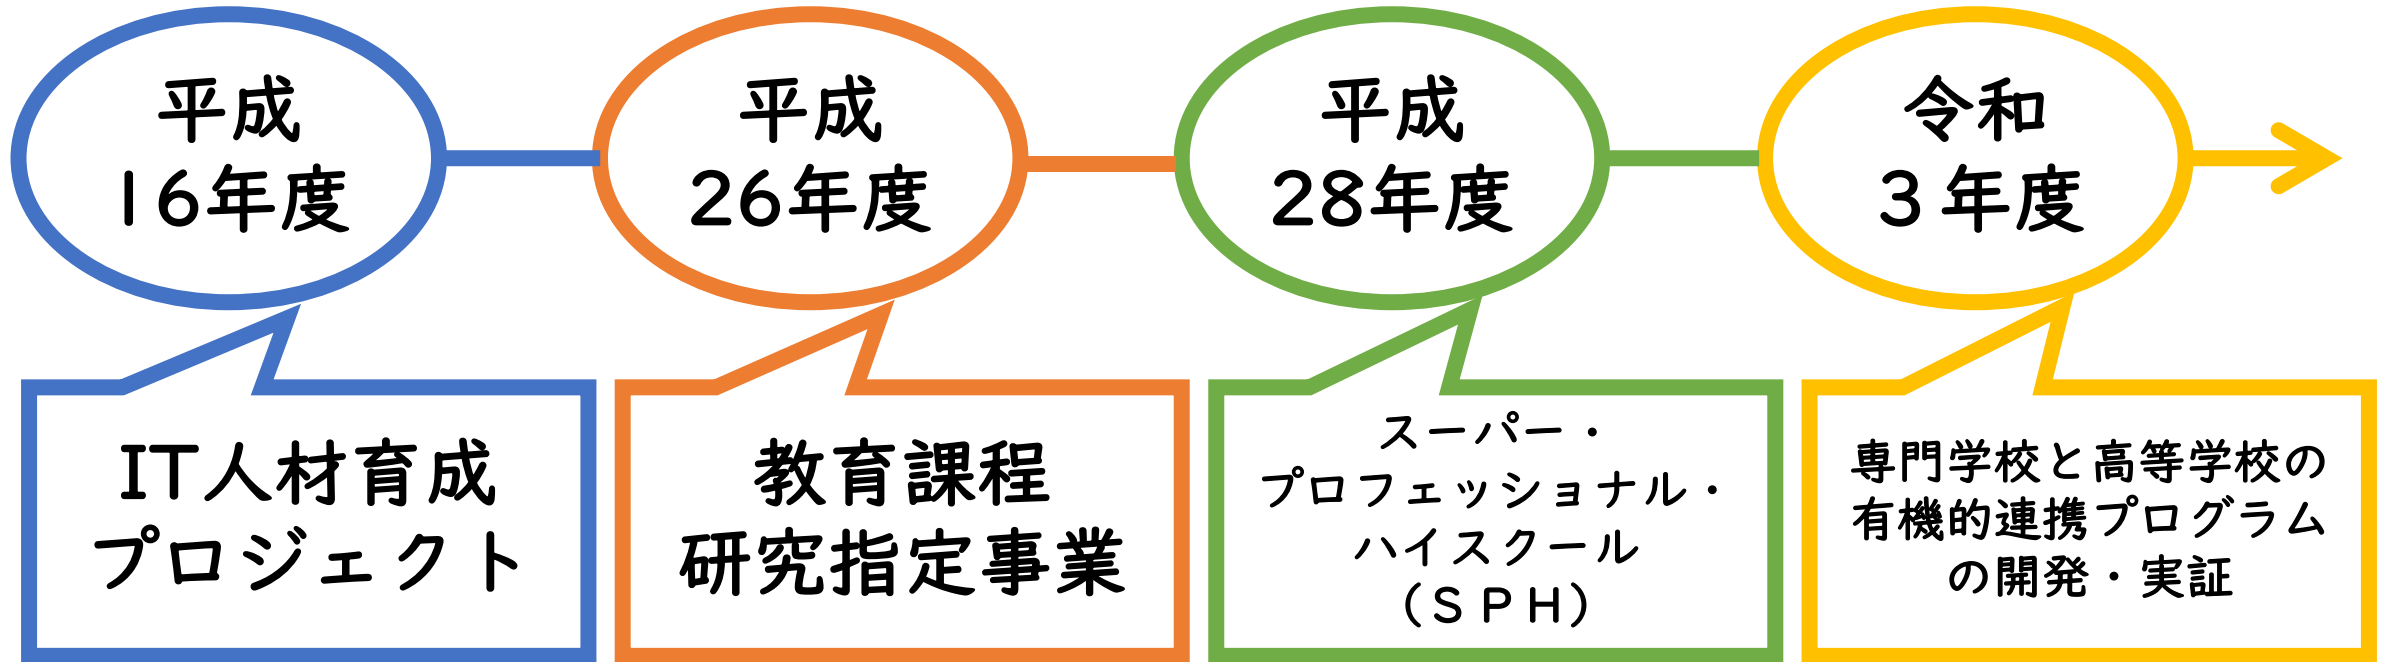 平成
16年度
平成
26年度
平成
28年度
令和
３年度
IT人材育成
プロジェクト
教育課程
研究指定事業
スーパー・
プロフェッショナル・
ハイスクール
（ＳＰＨ）
専門学校と高等学校の
有機的連携プログラム
の開発・実証